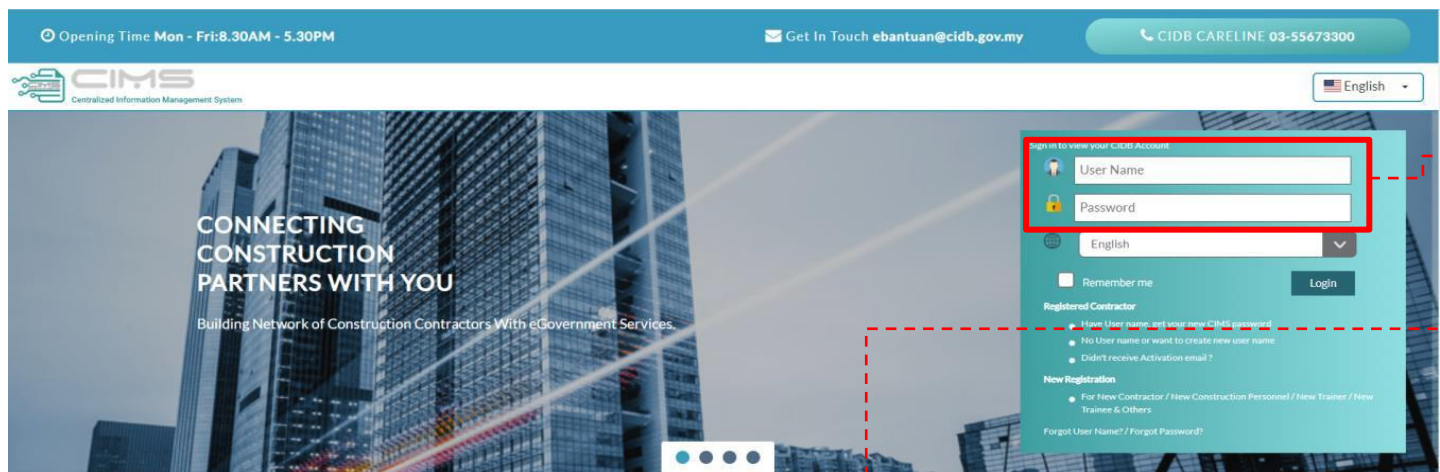 Opening Time Mon - Fri:8.30AM - 5.30PM
Get In Touch ebantuan@cidb.gov.my
CIDB CARELINE 03-55673300
CIMS
CIMS
Centralized Information Management System
English
Sign in to view your CIDB Account
User Name
Password
English
Remember me
Login
Registered Contractor
Have User name, get your new CIMS password
No User name or want to create new user name
Didn't receive Activation email ?
New Registration
For New Contractor / New Construction Personnel / New Trainer / New
Trainee & Others
Forgot User Name? / Forgot Password?
CONNECTING
CONSTRUCTION
PARTNERS WITH YOU
Building Network of Construction Contractors With eGovernment Services.